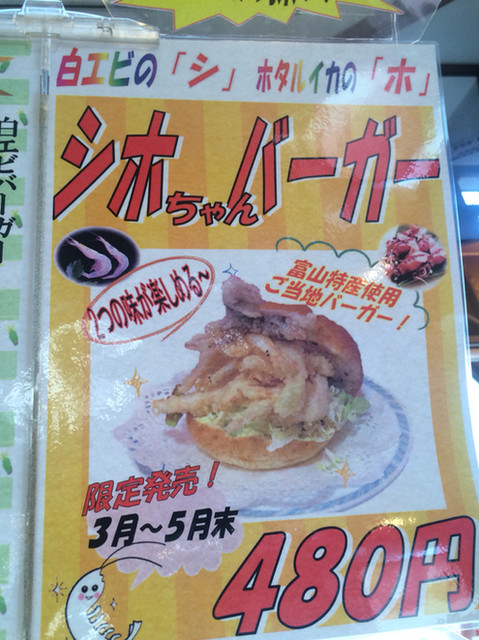 白エビの「シ」 ホタルイカの「ホ」
シホちゃんバーガー
2つの味が楽しめる〜
富山特産使用
ご当地バーガー！
限定発売！
3月〜5月末
480円
白エビバーガー